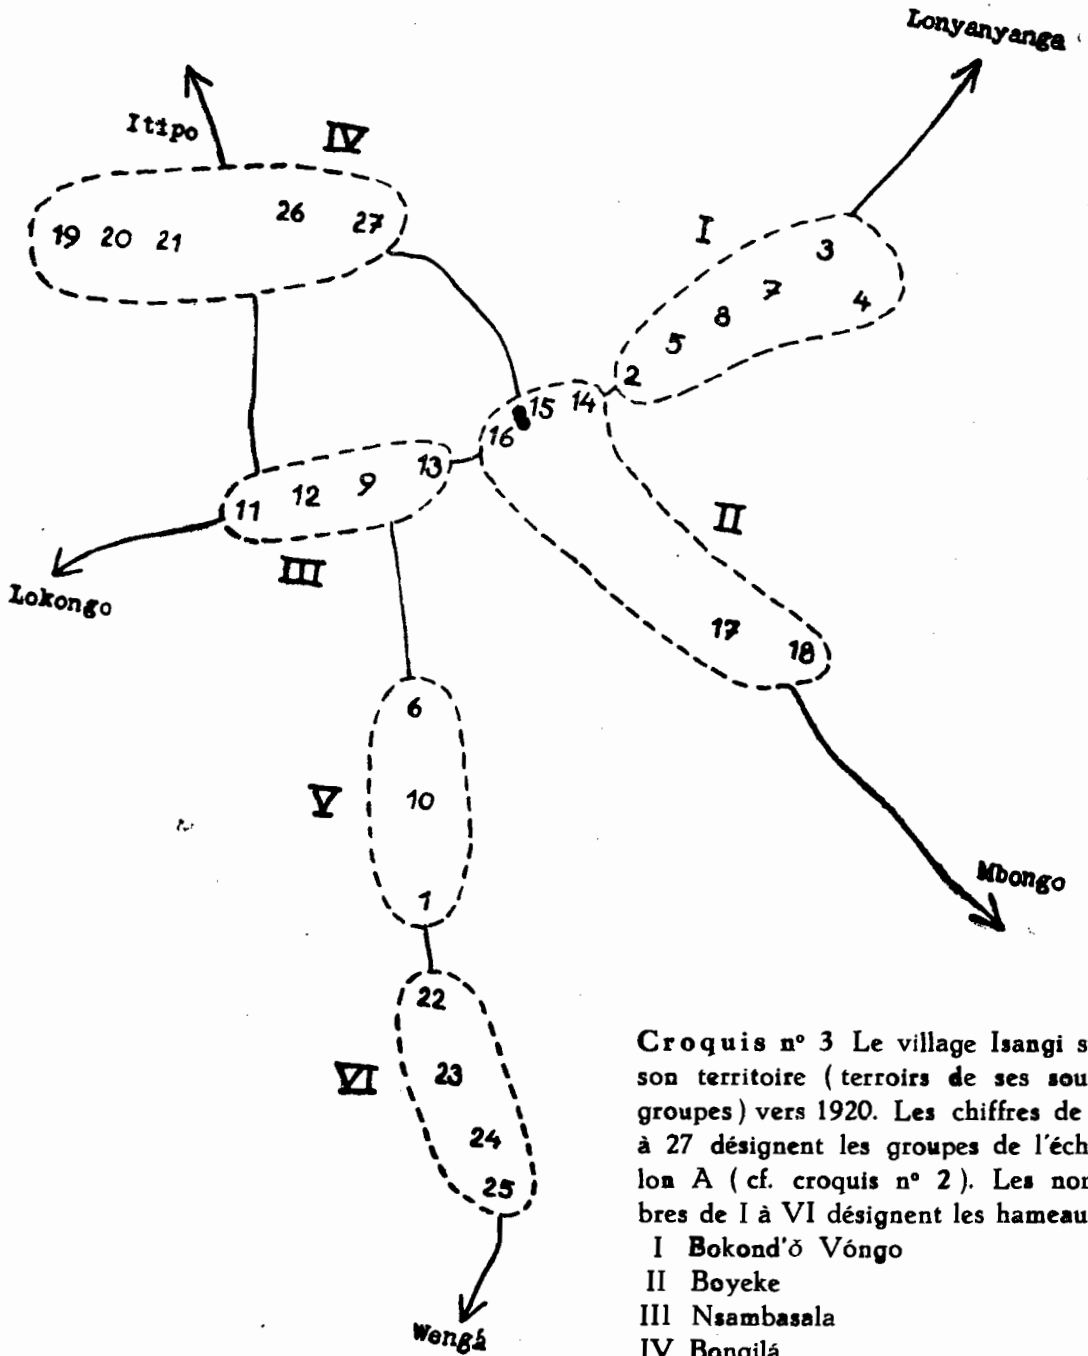 Lonyanyanga
Itipo
IV
26
27
19 20 21
I
3
7
4
8
5
2
15 14
16
13
9
12
11
II
III
Lokongo
17
18
6
V
10
1
Mbongo
22
VI
23
24
25
Wengá
Croquis nº 3 Le village Isangi s
son territoire ( terroirs de ses sou
groupes) vers 1920. Les chiffres de
à 27 désignent les groupes de l'éch
lon A ( cf. croquis nº 2 ). Les nom
bres de I à VI désignent les hameau
I Bokond'ŏ Vóngo
II Boyeke
III Nsambasala
IV Bongilá